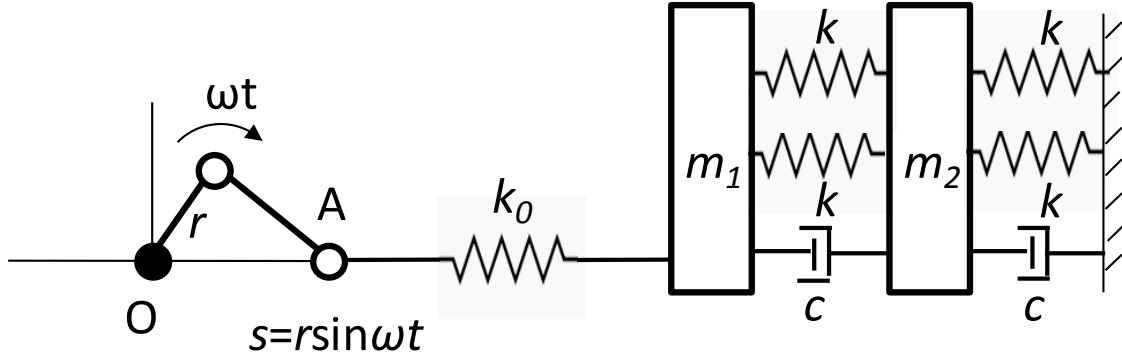 k k
ωt
m₁ m₂
r A k₀ k k
O c c
s=rsinωt